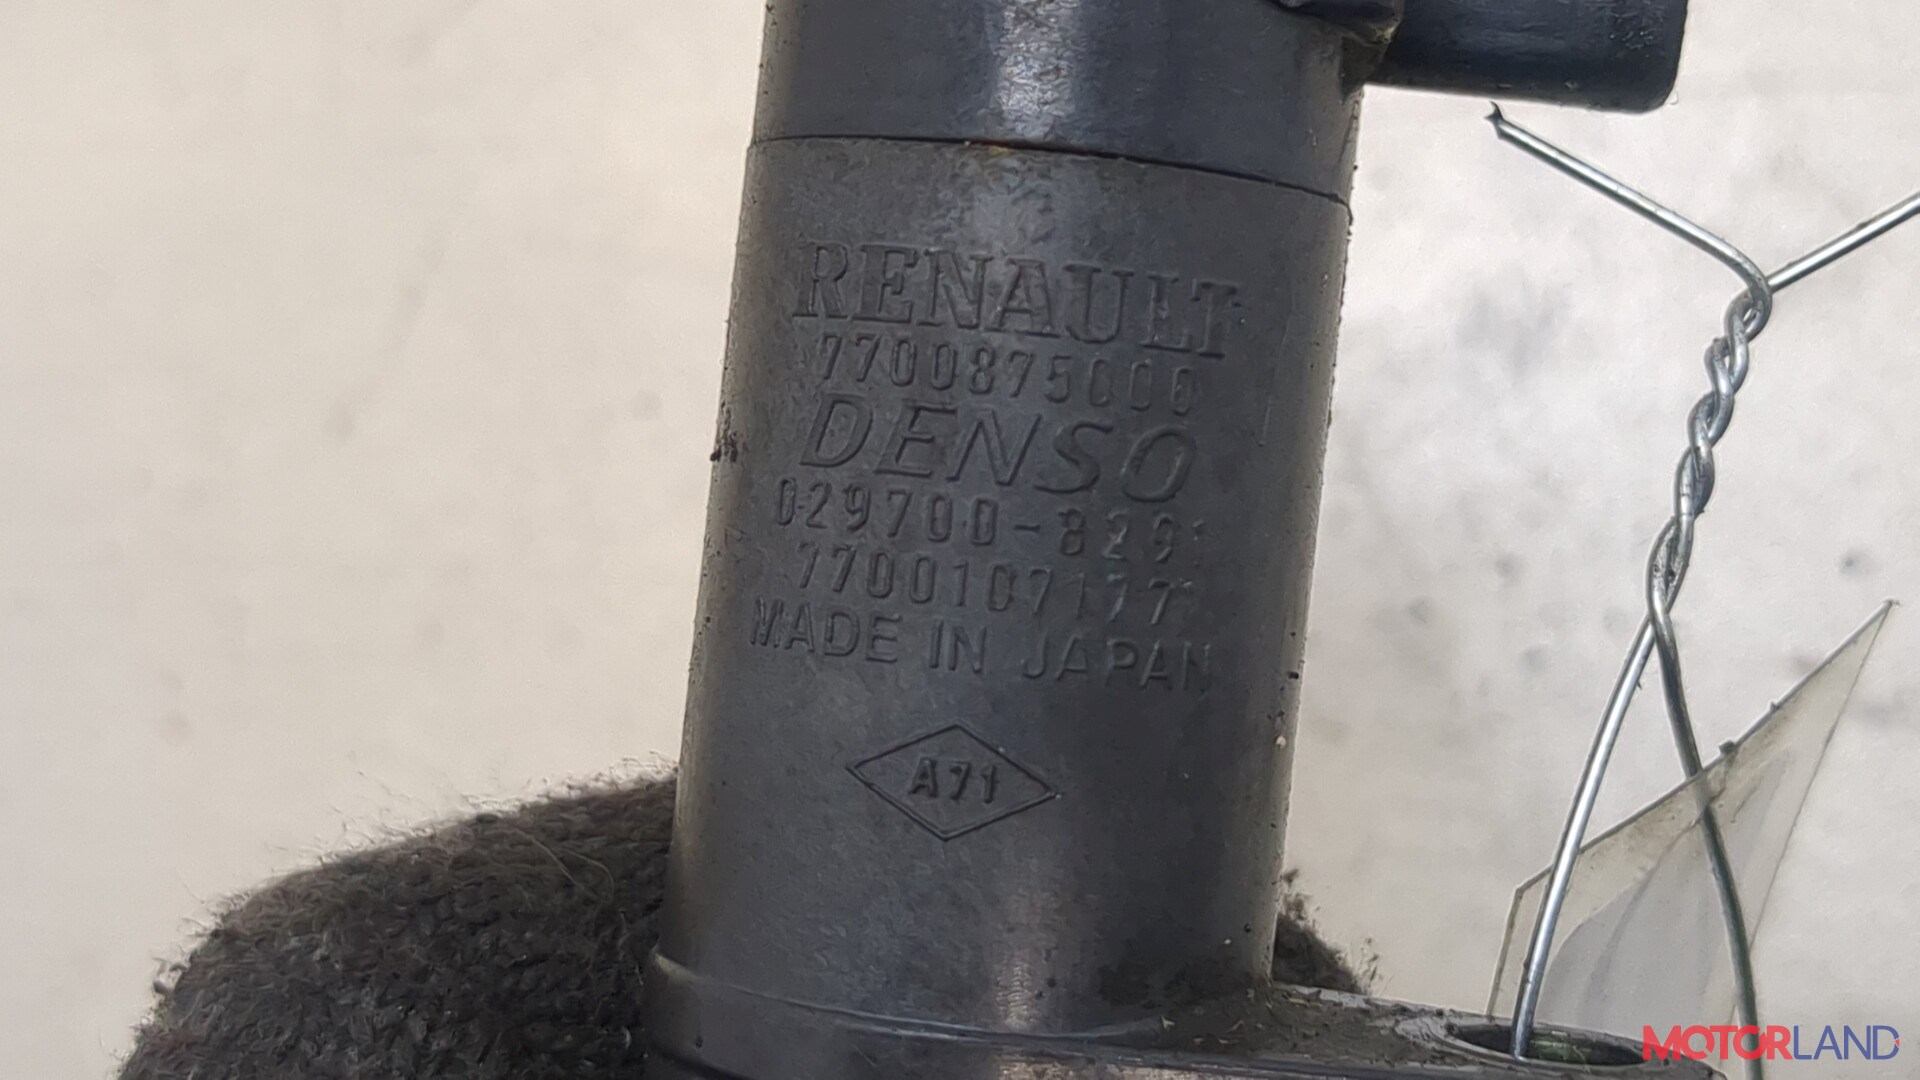 RENAULT
7700875000
DENSO
029700-8291
7700107177
MADE IN JAPAN
A71
MOTORLAND